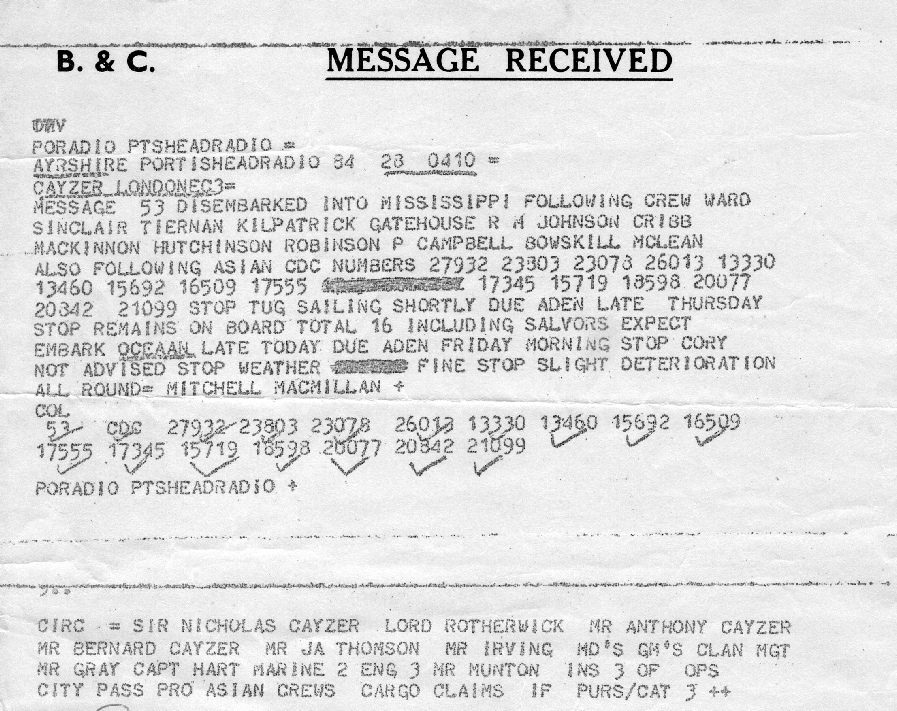 B. & C. MESSAGE RECEIVED
PORADIO PTSHEADRADIO =
AYRSHIRE PORTISHEADRADIO 84 28 0410 =
CAYZER LONDONEC3=
MESSAGE 53 DISEMBARKED INTO MISSISSIPPI FOLLOWING CREW WARD
SINCLAIR TIERNAN KILPATRICK GATEHOUSE R M JOHNSON CRIBB
MACKINNON HUTCHINSON ROBINSON P CAMPBELL BOWSKILL MCLEAN
ALSO FOLLOWING ASIAN CDC NUMBERS 27932 23803 23078 26013 13330
13460 15692 16509 17555 17345 15719 18598 20077
20842 21099 STOP TUG SAILING SHORTLY DUE ADEN LATE THURSDAY
STOP REMAINS ON BOARD TOTAL 16 INCLUDING SALVORS EXPECT
EMBARK OCEAAN LATE TODAY DUE ADEN FRIDAY MORNING STOP CORY
NOT ADVISED STOP WEATHER FINE STOP SLIGHT DETERIORATION
ALL ROUND= MITCHELL MACMILLAN +
COL
53 CDC 27932 23803 23078 26013 13330 13460 15692 16509
17555 17345 15719 18598 20077 20842 21099
PORADIO PTSHEADRADIO +
CIRC = SIR NICHOLAS CAYZER LORD ROTHERWICK MR ANTHONY CAYZER
MR BERNARD CAYZER MR JA THOMSON MR IRVING MD'S GM'S CLAN MGT
MR GRAY CAPT HART MARINE 2 ENG 3 MR MUNTON INS 3 OF OPS
CITY PASS PRO ASIAN CREWS CARGO CLAIMS IF PURS/CAT 3 ++